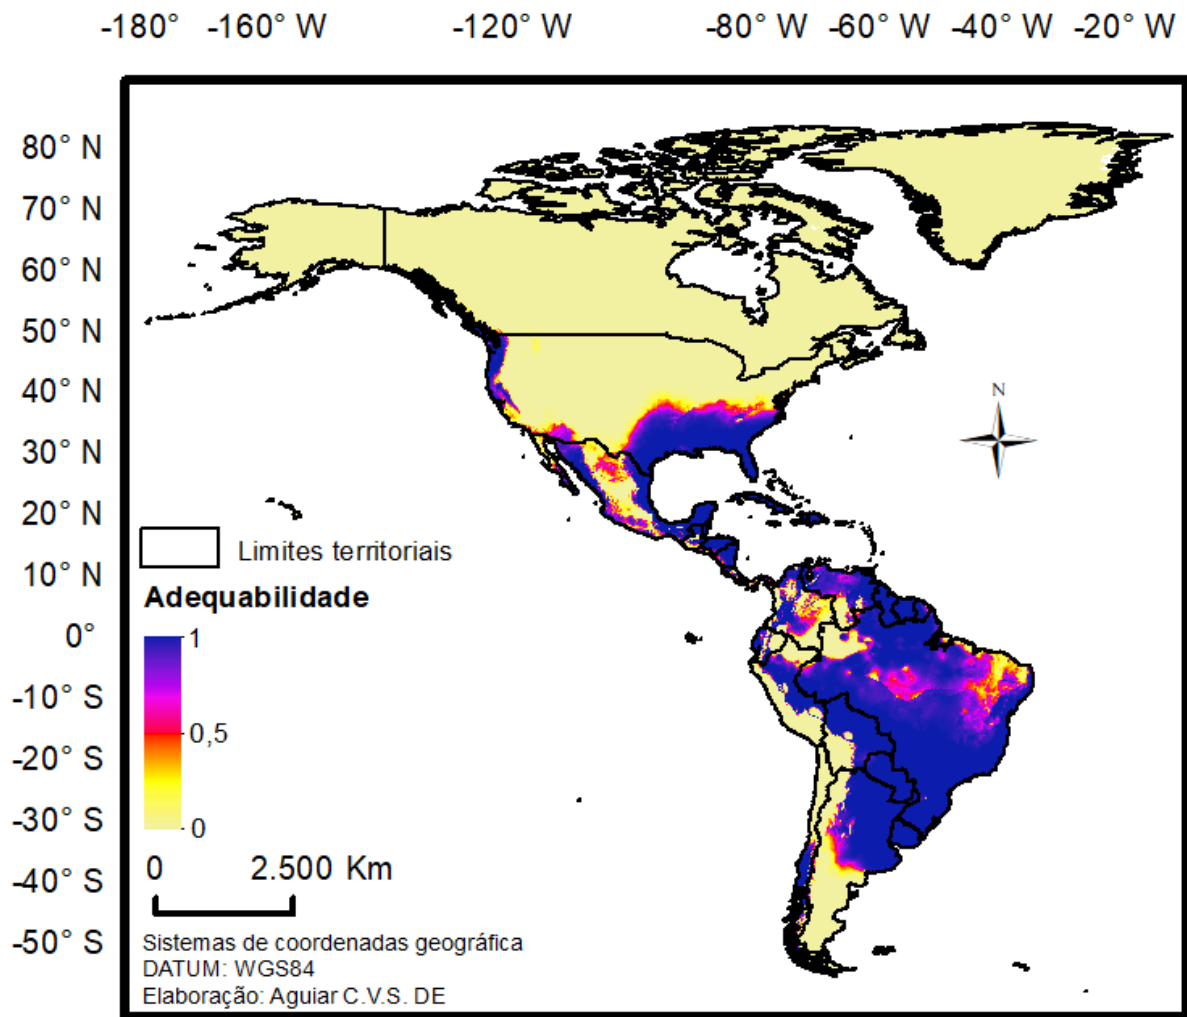 -180° -160° W -120° W -80° W -60° W -40° W -20° W
80° N
70° N
60° N
50° N
40° N
30° N
20° N
10° N
0°
-10° S
-20° S
-30° S
-40° S
-50° S
N
Limites territoriais
Adequabilidade
1
0,5
0
0 2.500 Km
Sistemas de coordenadas geográfica
DATUM: WGS84
Elaboração: Aguiar C.V.S. DE